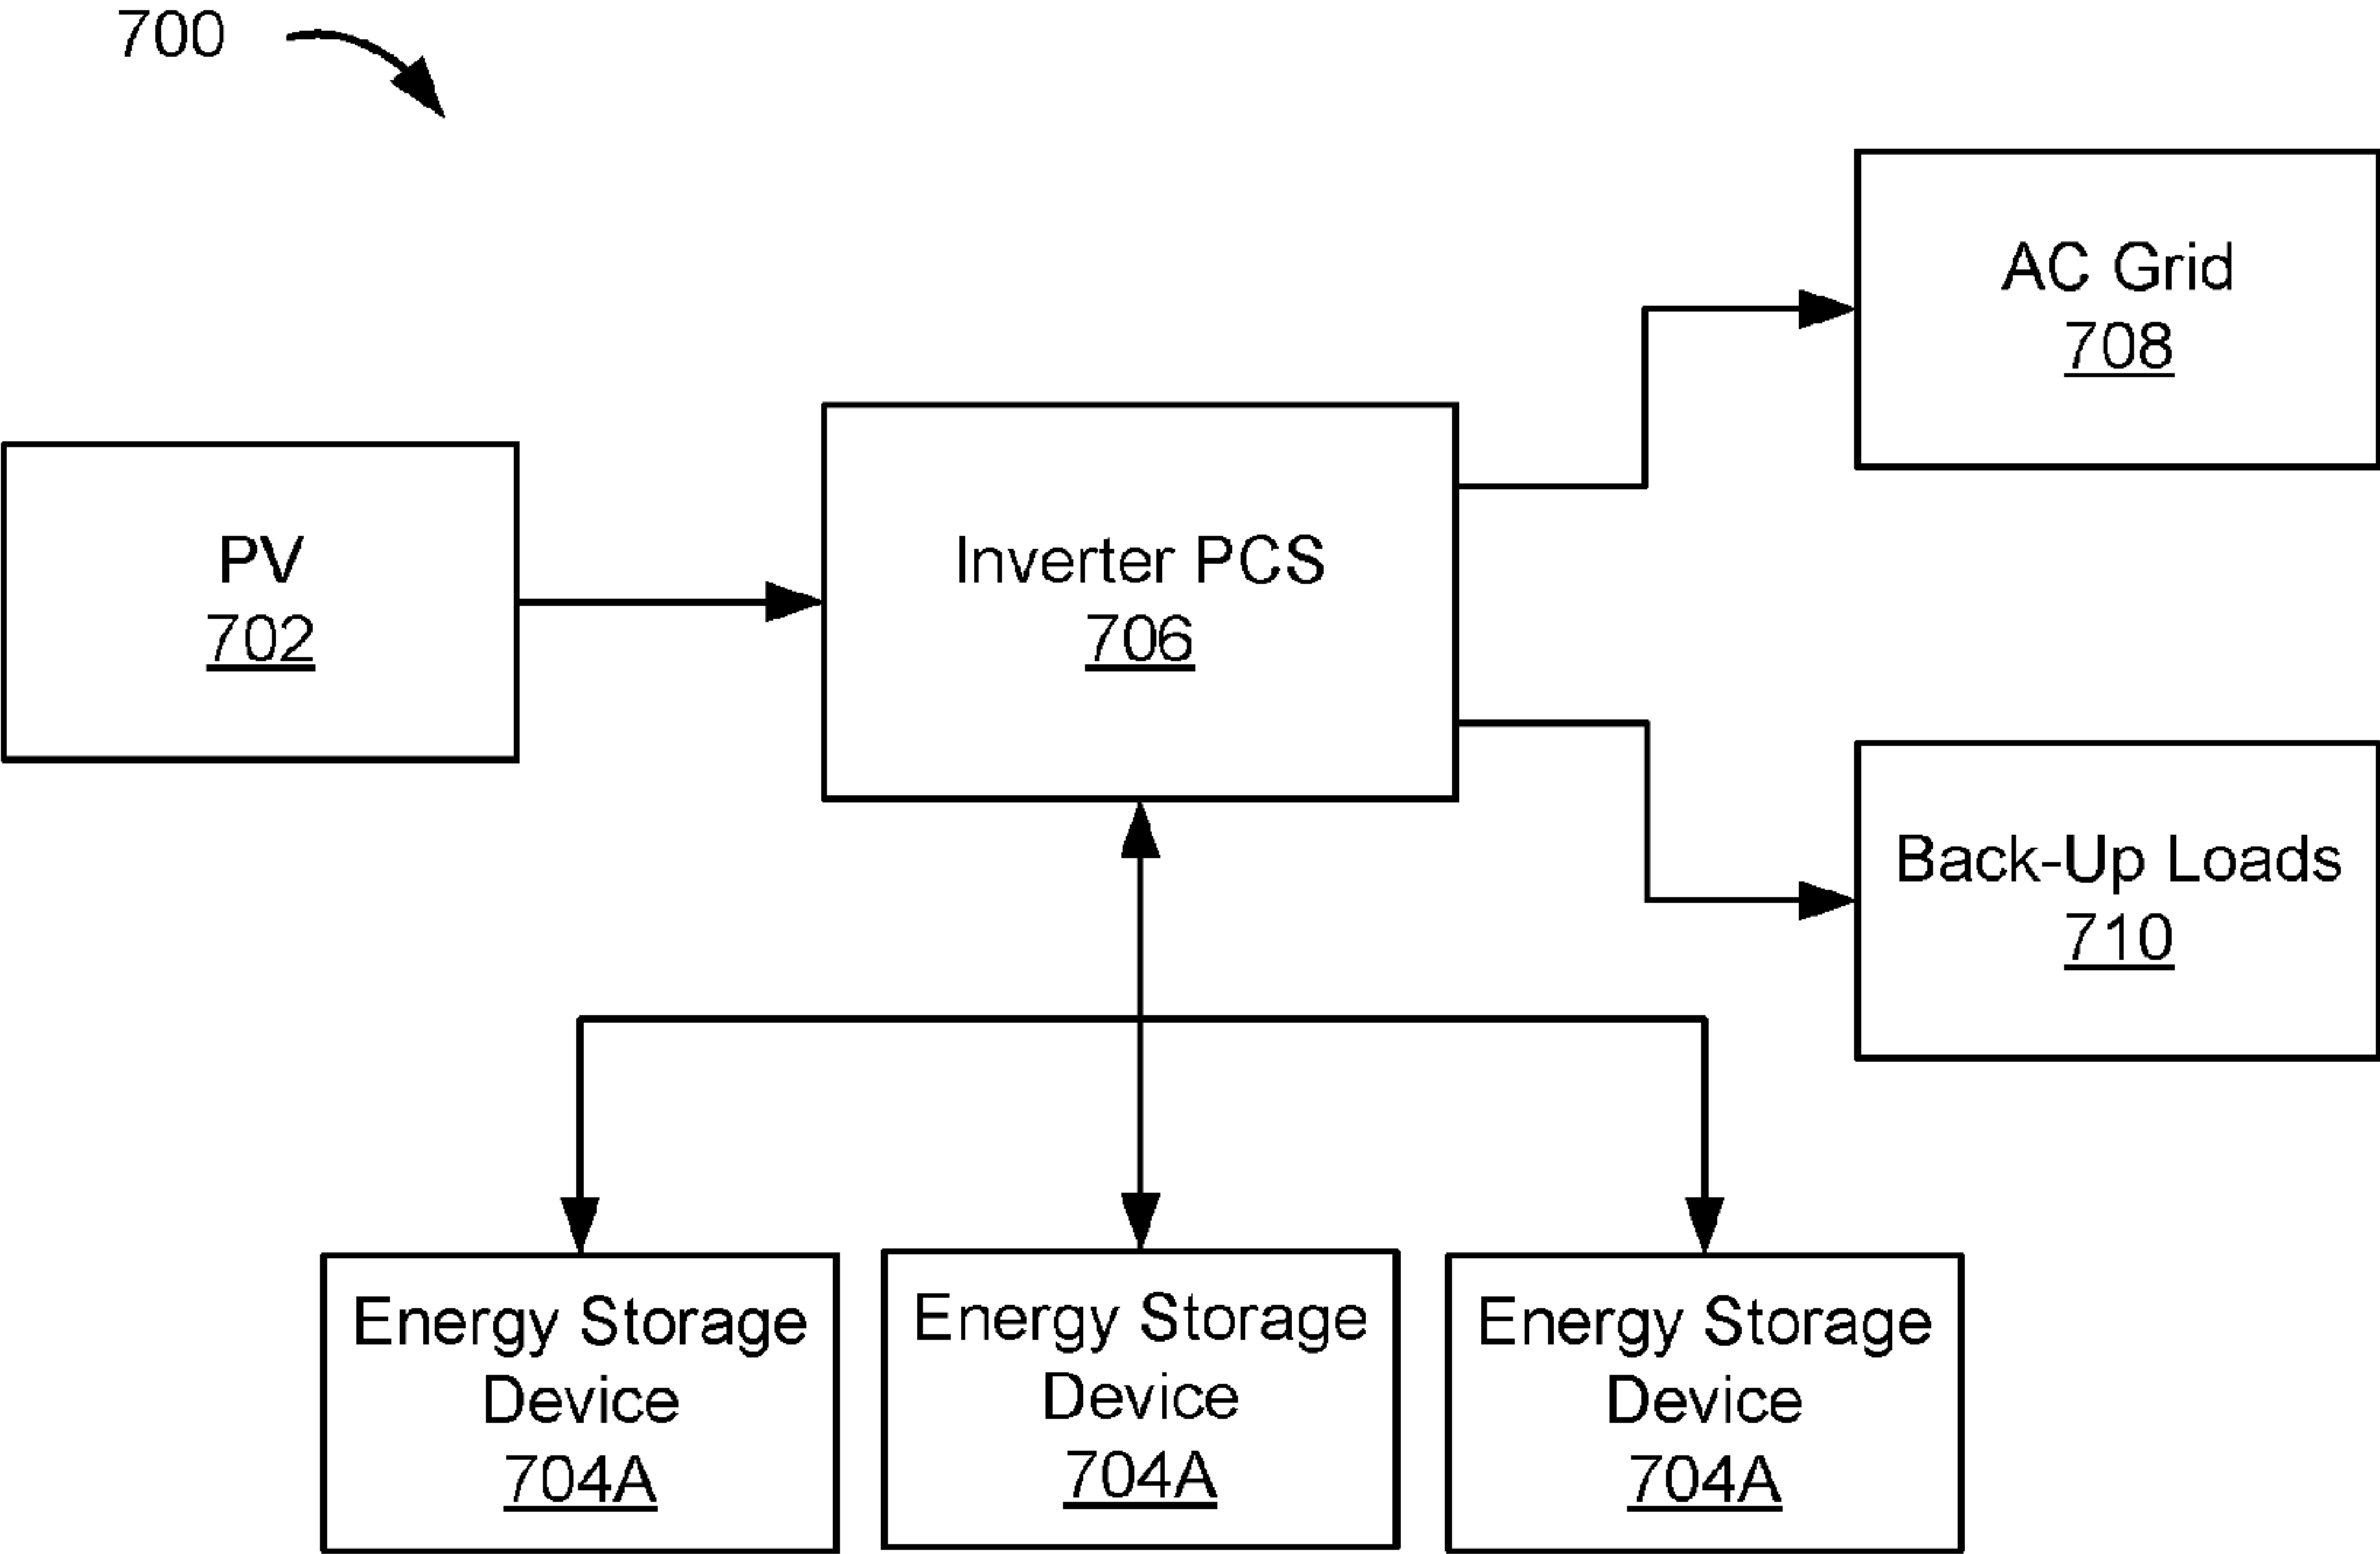 700
AC Grid
708
PV
702
Inverter PCS
706
Back-Up Loads
710
Energy Storage
Device
704A
Energy Storage
Device
704A
Energy Storage
Device
704A